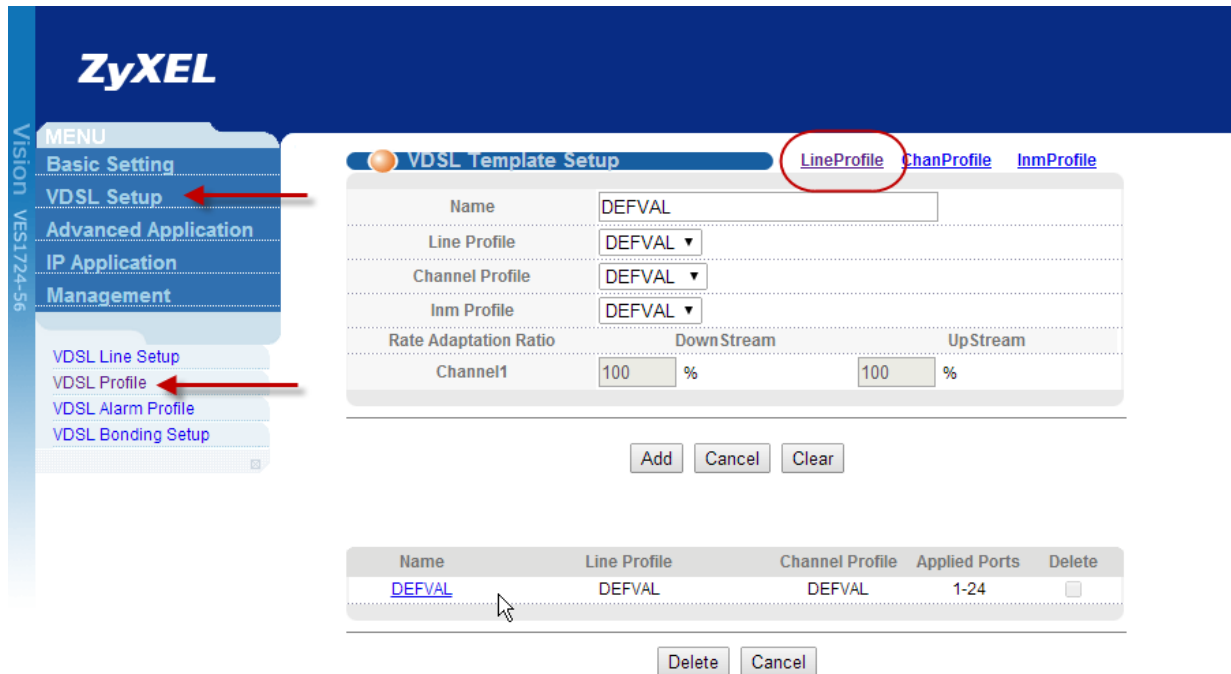 ZyXEL
Vision VES1724-56
MENU
Basic Setting
VDSL Setup
Advanced Application
IP Application
Management
VDSL Line Setup
VDSL Profile
VDSL Alarm Profile
VDSL Bonding Setup
VDSL Template Setup LineProfile ChanProfile InmProfile
Name DEFVAL
Line Profile DEFVAL
Channel Profile DEFVAL
Inm Profile DEFVAL
Rate Adaptation Ratio DownStream UpStream
Channel1 100 % 100 %
Add Cancel Clear
Name Line Profile Channel Profile Applied Ports Delete
DEFVAL DEFVAL DEFVAL 1-24
Delete Cancel